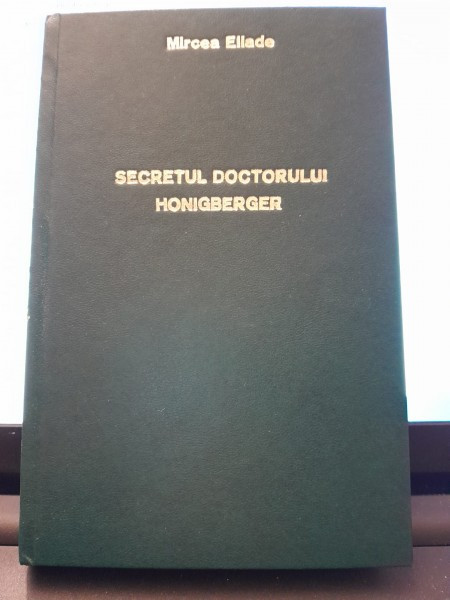 Mircea Eliade
SECRETUL DOCTORULUI
HONIGBERGER